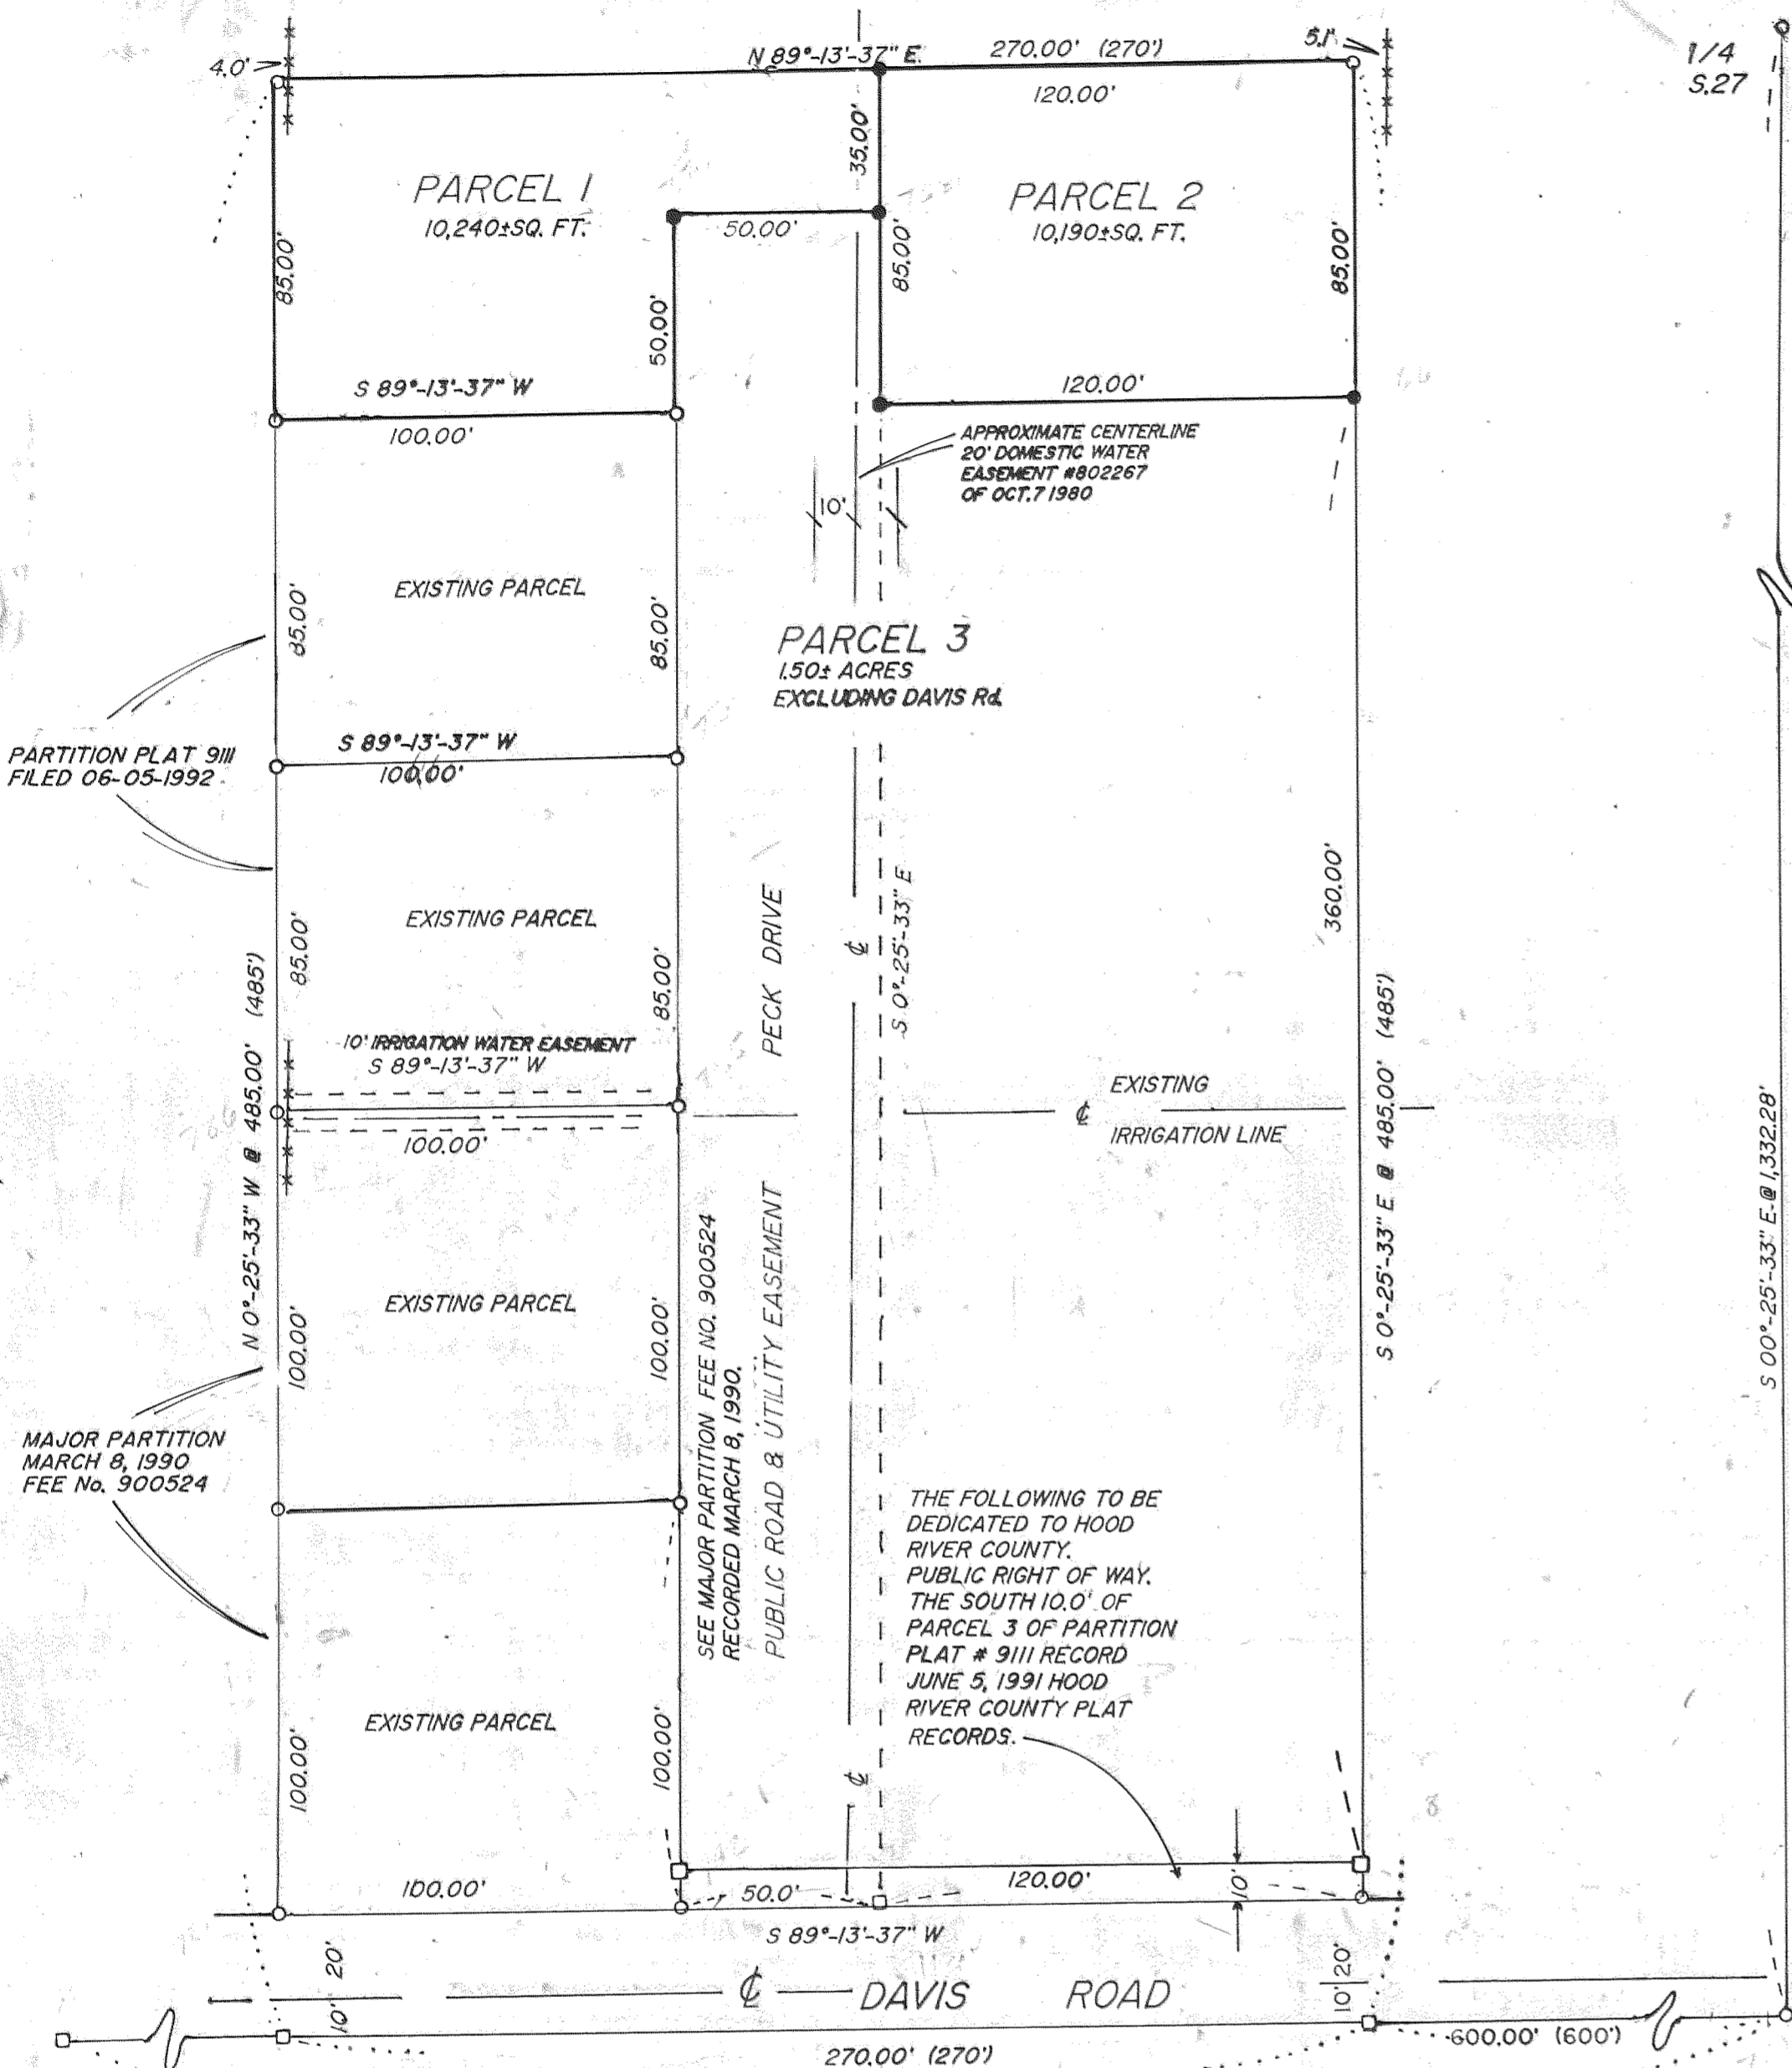 N 89°-13'-37" E.
270.00' (270')
5.1'
4.0'
1/4
S.27
120.00'
35.00'
PARCEL 1
10,240±SQ. FT.
PARCEL 2
10,190±SQ. FT.
50.00'
85.00'
85.00'
85.00'
50.00'
S 89°-13'-37" W
100.00'
120.00'
APPROXIMATE CENTERLINE
20' DOMESTIC WATER
EASEMENT #802267
OF OCT.7 1980
10'
EXISTING PARCEL
85.00'
85.00'
PARCEL 3
1.50± ACRES
EXCLUDING DAVIS Rd.
PARTITION PLAT 9111
FILED 06-05-1992
S 89°-13'-37" W
100.00'
EXISTING PARCEL
85.00'
85.00'
PECK DRIVE
℄
S 0°-25'-33" E
360.00'
N 0°-25'-33" W @ 485.00' (485')
S 0°-25'-33" E @ 485.00' (485')
S 00°-25'-33" E @ 1,332.28'
10' IRRIGATION WATER EASEMENT
S 89°-13'-37" W
100.00'
EXISTING
℄
IRRIGATION LINE
EXISTING PARCEL
100.00'
100.00'
SEE MAJOR PARTITION FEE NO. 900524
RECORDED MARCH 8, 1990.
PUBLIC ROAD & UTILITY EASEMENT
MAJOR PARTITION
MARCH 8, 1990
FEE No. 900524
THE FOLLOWING TO BE
DEDICATED TO HOOD
RIVER COUNTY.
PUBLIC RIGHT OF WAY.
THE SOUTH 10.0' OF
PARCEL 3 OF PARTITION
PLAT # 9111 RECORD
JUNE 5, 1991 HOOD
RIVER COUNTY PLAT
RECORDS.
EXISTING PARCEL
100.00'
100.00'
℄
100.00'
50.0'
120.00'
10'
S 89°-13'-37" W
10' 20'
℄ DAVIS ROAD
10' 20'
270.00' (270')
600.00' (600')